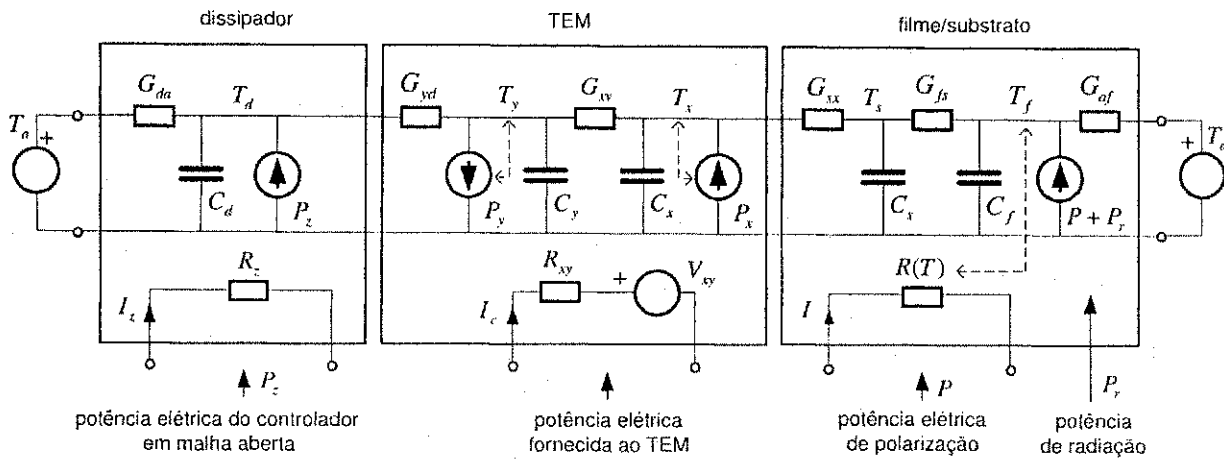 dissipador
TEM
filme/substrato
G_da
T_d
G_yd
T_y
G_xy
T_x
G_sx
T_s
G_fs
T_f
G_af
T_a +
+ T_a
C_d
P_z
P_y
C_y
C_x
P_x
C_x
C_f
P + P_r
R_z
R_xy
+
V_xy
R(T)
I_z
I_c
I
P_z
P
P_r
potência elétrica do controlador
em malha aberta
potência elétrica
fornecida ao TEM
potência elétrica
de polarização
potência
de radiação